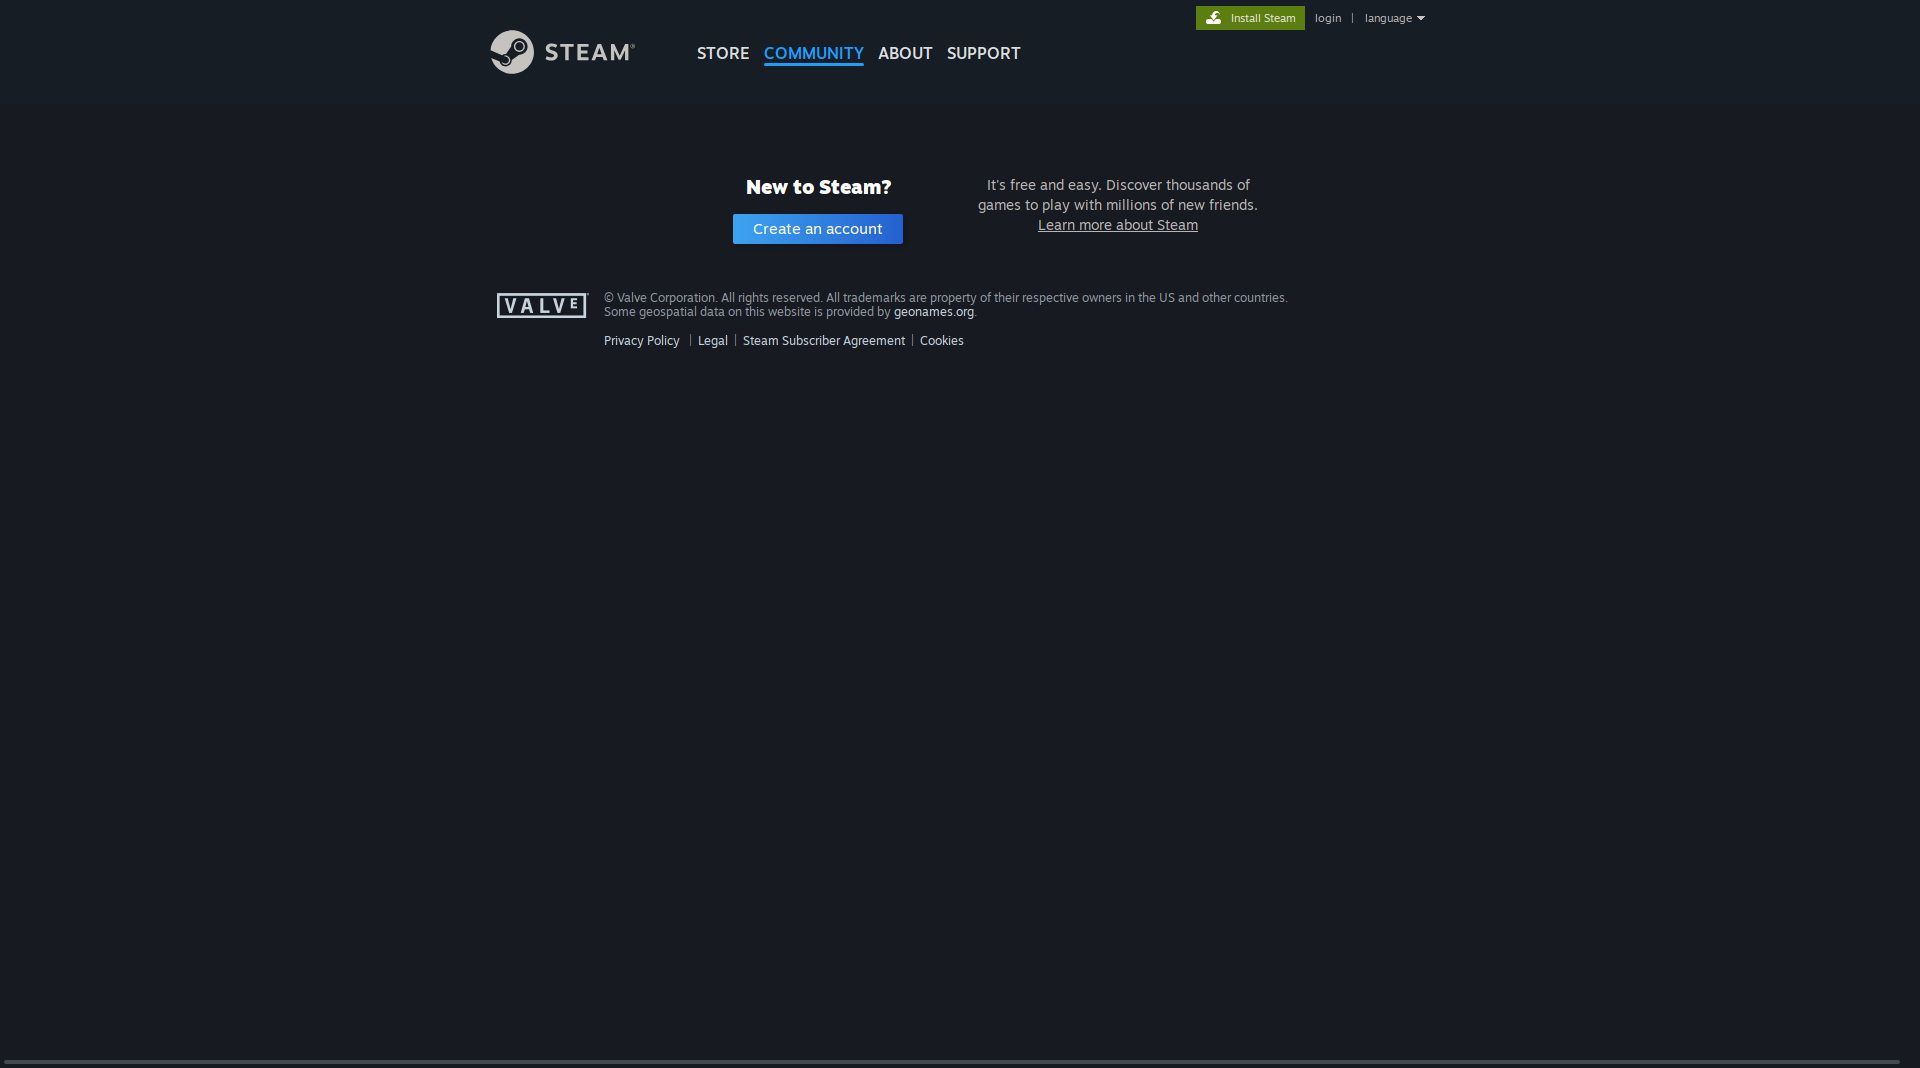 Install Steam login | language
STEAM®
STORE COMMUNITY ABOUT SUPPORT
New to Steam?
Create an account
It's free and easy. Discover thousands of
games to play with millions of new friends.
Learn more about Steam
VALVE
© Valve Corporation. All rights reserved. All trademarks are property of their respective owners in the US and other countries.
Some geospatial data on this website is provided by geonames.org.
Privacy Policy | Legal | Steam Subscriber Agreement | Cookies